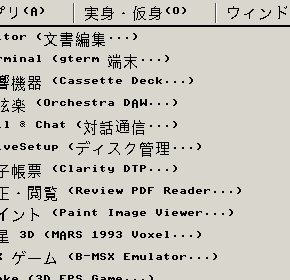 プリ(A) 実身・仮身(O) ウィンド
tor (文書編集...)
rminal (gterm 端末...)
響機器 (Cassette Deck...)
弦楽 (Orchestra DAW...)
l & Chat (対話通信...)
veSetup (ディスク管理...)
子帳票 (Clarity DTP...)
正・閲覧 (Review PDF Reader...)
イント (Paint Image Viewer...)
星 3D (MARS 1993 Voxel...)
ゲーム (B-MSX Emulator...)
ake (3D FPS Game...)